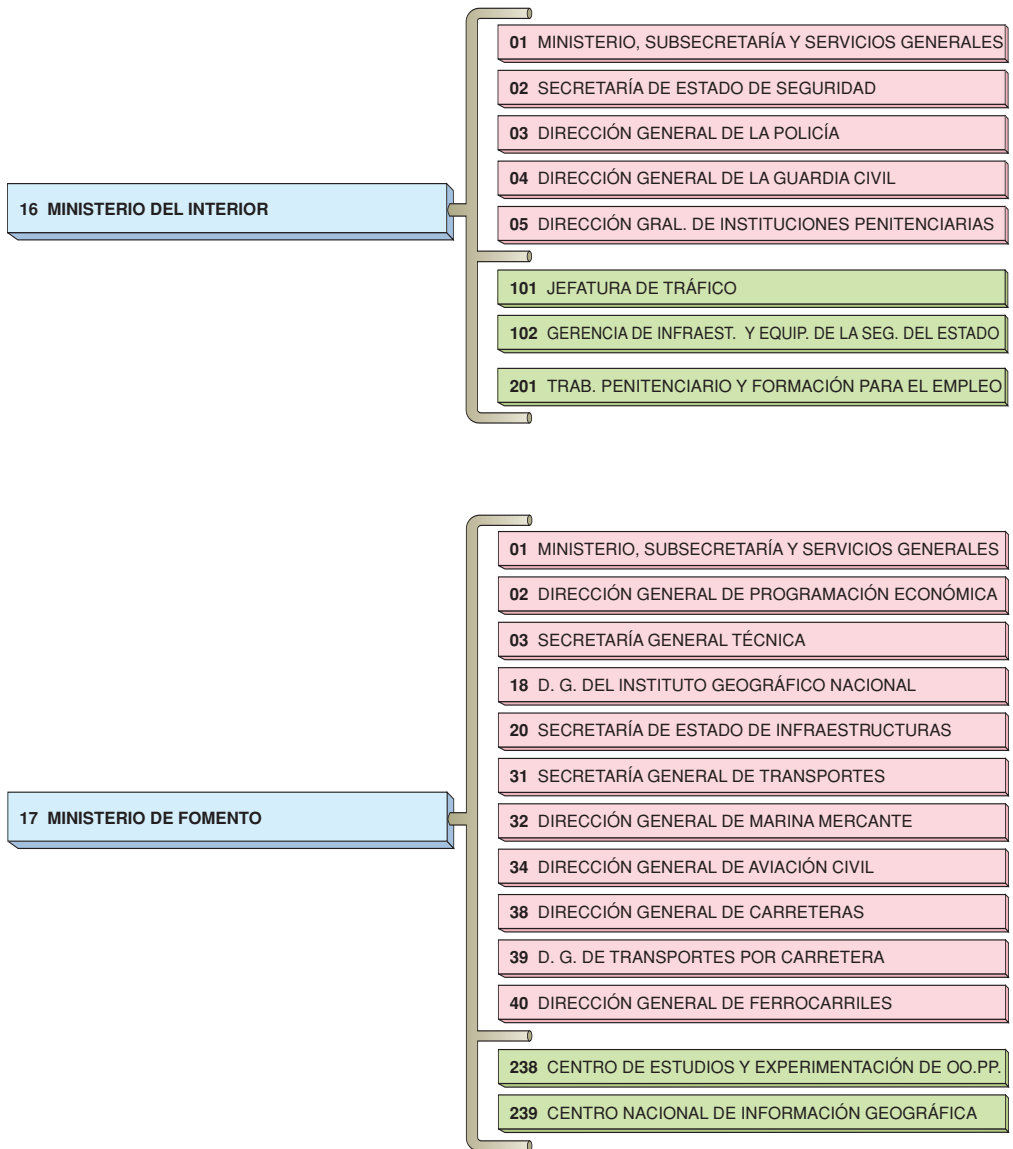 01 MINISTERIO, SUBSECRETARÍA Y SERVICIOS GENERALES
02 SECRETARÍA DE ESTADO DE SEGURIDAD
03 DIRECCIÓN GENERAL DE LA POLICÍA
04 DIRECCIÓN GENERAL DE LA GUARDIA CIVIL
16 MINISTERIO DEL INTERIOR
05 DIRECCIÓN GRAL. DE INSTITUCIONES PENITENCIARIAS
101 JEFATURA DE TRÁFICO
102 GERENCIA DE INFRAEST. Y EQUIP. DE LA SEG. DEL ESTADO
201 TRAB. PENITENCIARIO Y FORMACIÓN PARA EL EMPLEO
01 MINISTERIO, SUBSECRETARÍA Y SERVICIOS GENERALES
02 DIRECCIÓN GENERAL DE PROGRAMACIÓN ECONÓMICA
03 SECRETARÍA GENERAL TÉCNICA
18 D. G. DEL INSTITUTO GEOGRÁFICO NACIONAL
20 SECRETARÍA DE ESTADO DE INFRAESTRUCTURAS
31 SECRETARÍA GENERAL DE TRANSPORTES
17 MINISTERIO DE FOMENTO
32 DIRECCIÓN GENERAL DE MARINA MERCANTE
34 DIRECCIÓN GENERAL DE AVIACIÓN CIVIL
38 DIRECCIÓN GENERAL DE CARRETERAS
39 D. G. DE TRANSPORTES POR CARRETERA
40 DIRECCIÓN GENERAL DE FERROCARRILES
238 CENTRO DE ESTUDIOS Y EXPERIMENTACIÓN DE OO.PP.
239 CENTRO NACIONAL DE INFORMACIÓN GEOGRÁFICA